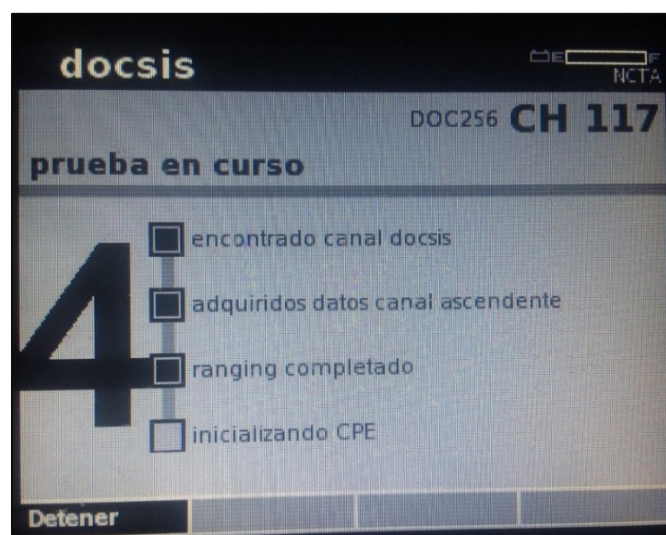 docsis
E F
NCTA
DOC256 CH 117
prueba en curso
4
encontrado canal docsis
adquiridos datos canal ascendente
ranging completado
inicializando CPE
Detener